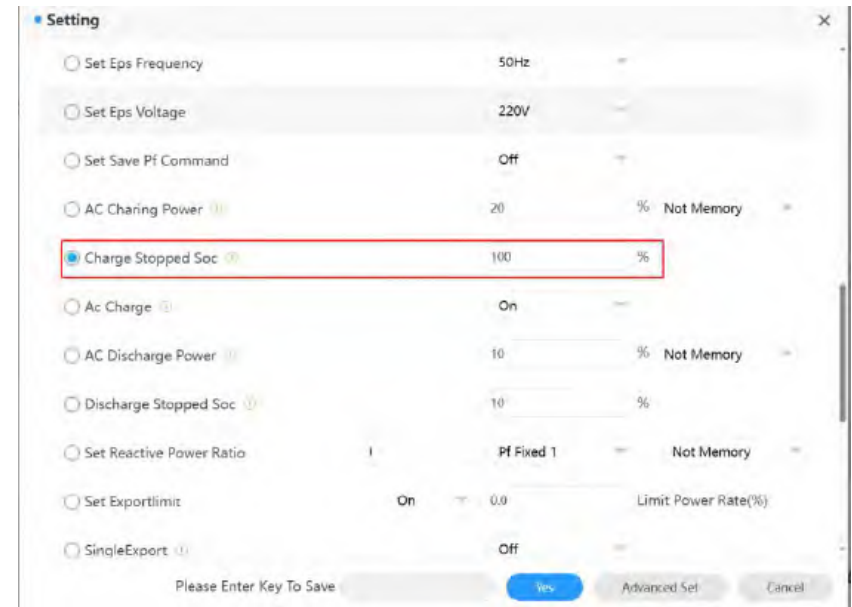 Setting
Set Eps Frequency 50Hz
Set Eps Voltage 220V
Set Save Pf Command Off
AC Charing Power 20 % Not Memory
Charge Stopped Soc 100 %
Ac Charge On
AC Discharge Power 10 % Not Memory
Discharge Stopped Soc 10 %
Set Reactive Power Ratio Pf Fixed 1 Not Memory
Set Exportlimit On 0.0 Limit Power Rate(%)
SingleExport Off
Please Enter Key To Save Yes Advanced Set Cancel